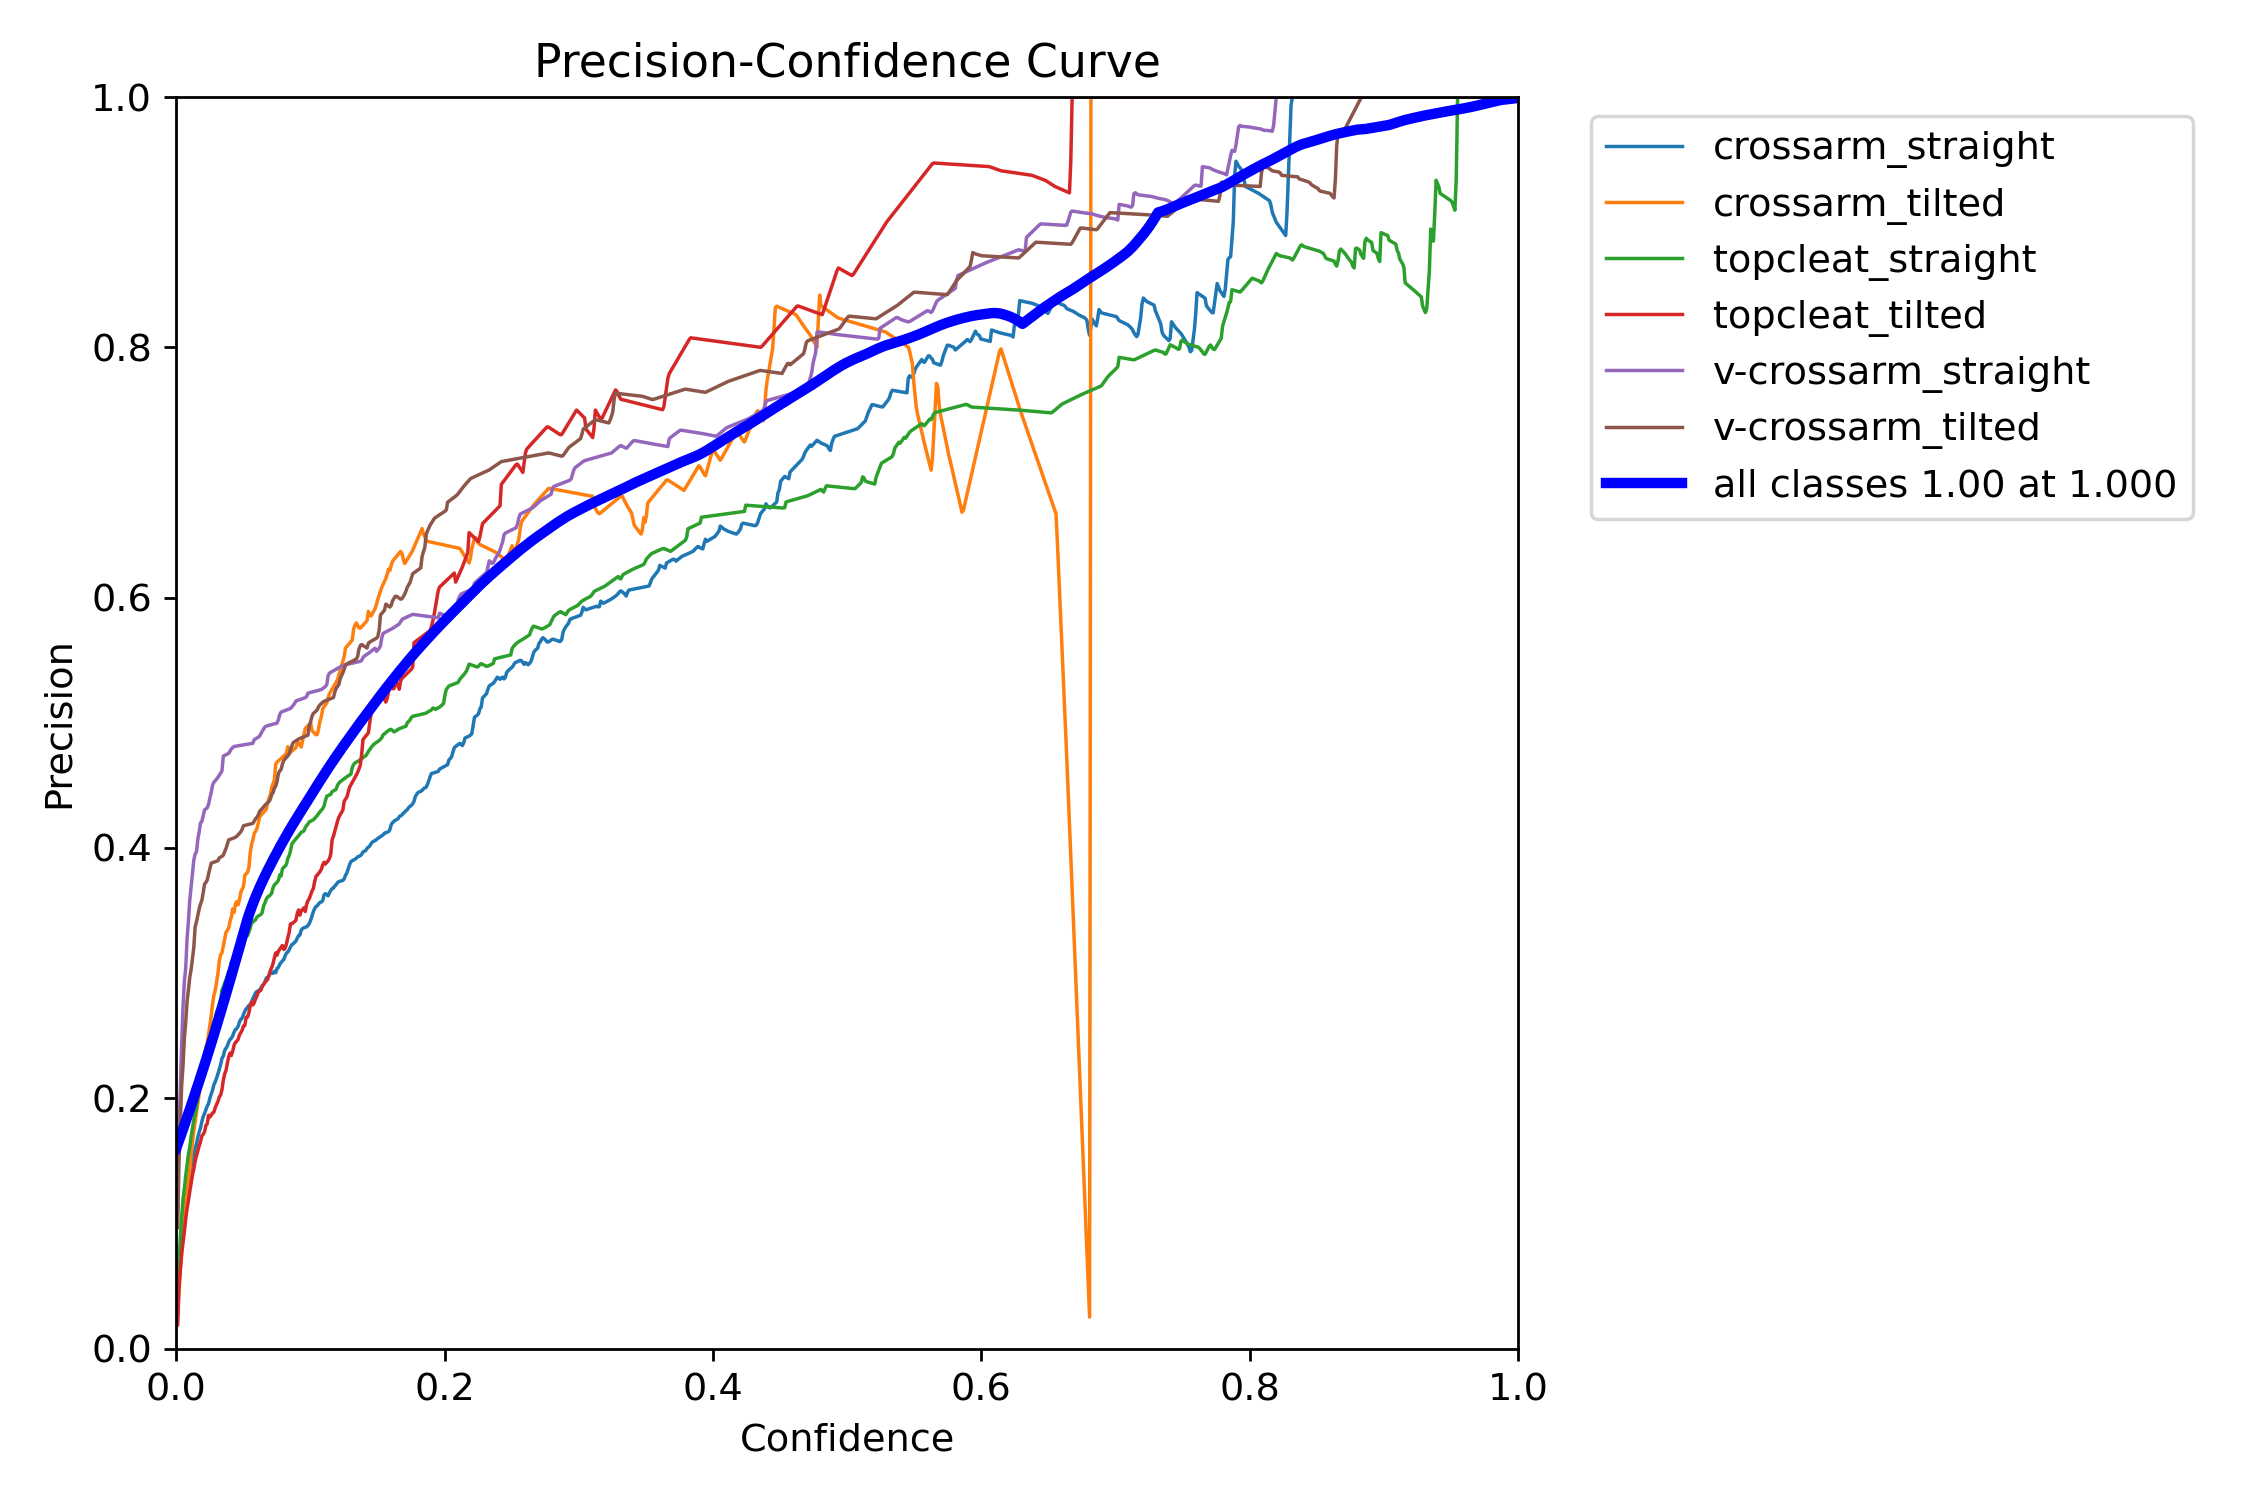 Precision-Confidence Curve
1.0
0.8
0.6
0.4
0.2
0.0
Precision
0.0 0.2 0.4 0.6 0.8 1.0
Confidence
crossarm_straight
crossarm_tilted
topcleat_straight
topcleat_tilted
v-crossarm_straight
v-crossarm_tilted
all classes 1.00 at 1.000